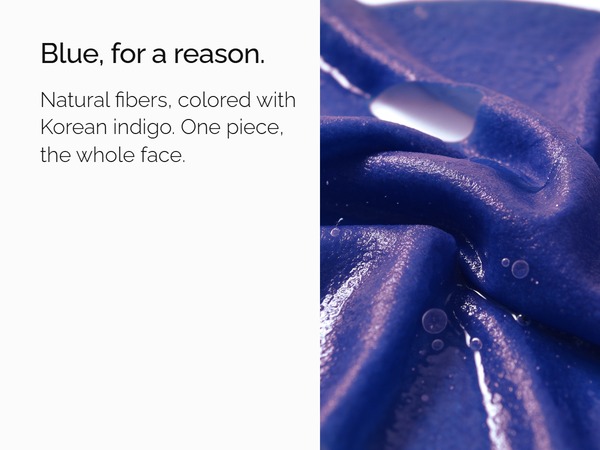 Blue, for a reason.
Natural fibers, colored with
Korean indigo. One piece,
the whole face.